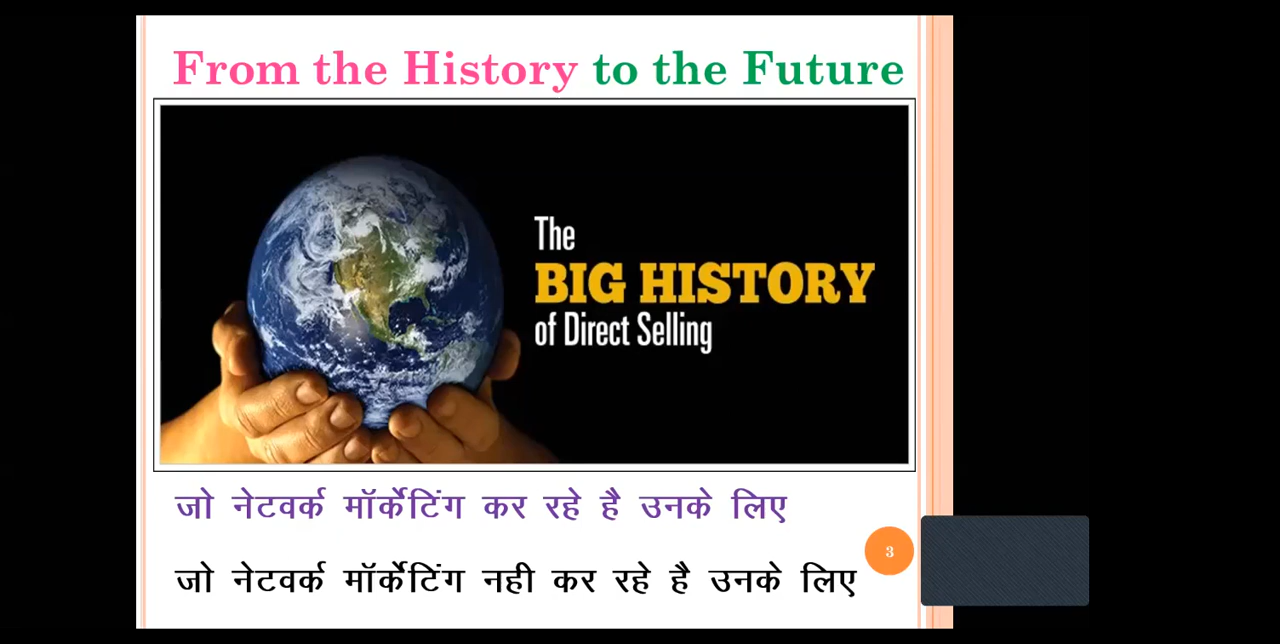 From the History to the Future
The
BIG HISTORY
of Direct Selling
जो नेटवर्क मॉर्केटिंग कर रहे है उनके लिए
3
जो नेटवर्क मॉर्केटिंग नही कर रहे है उनके लिए